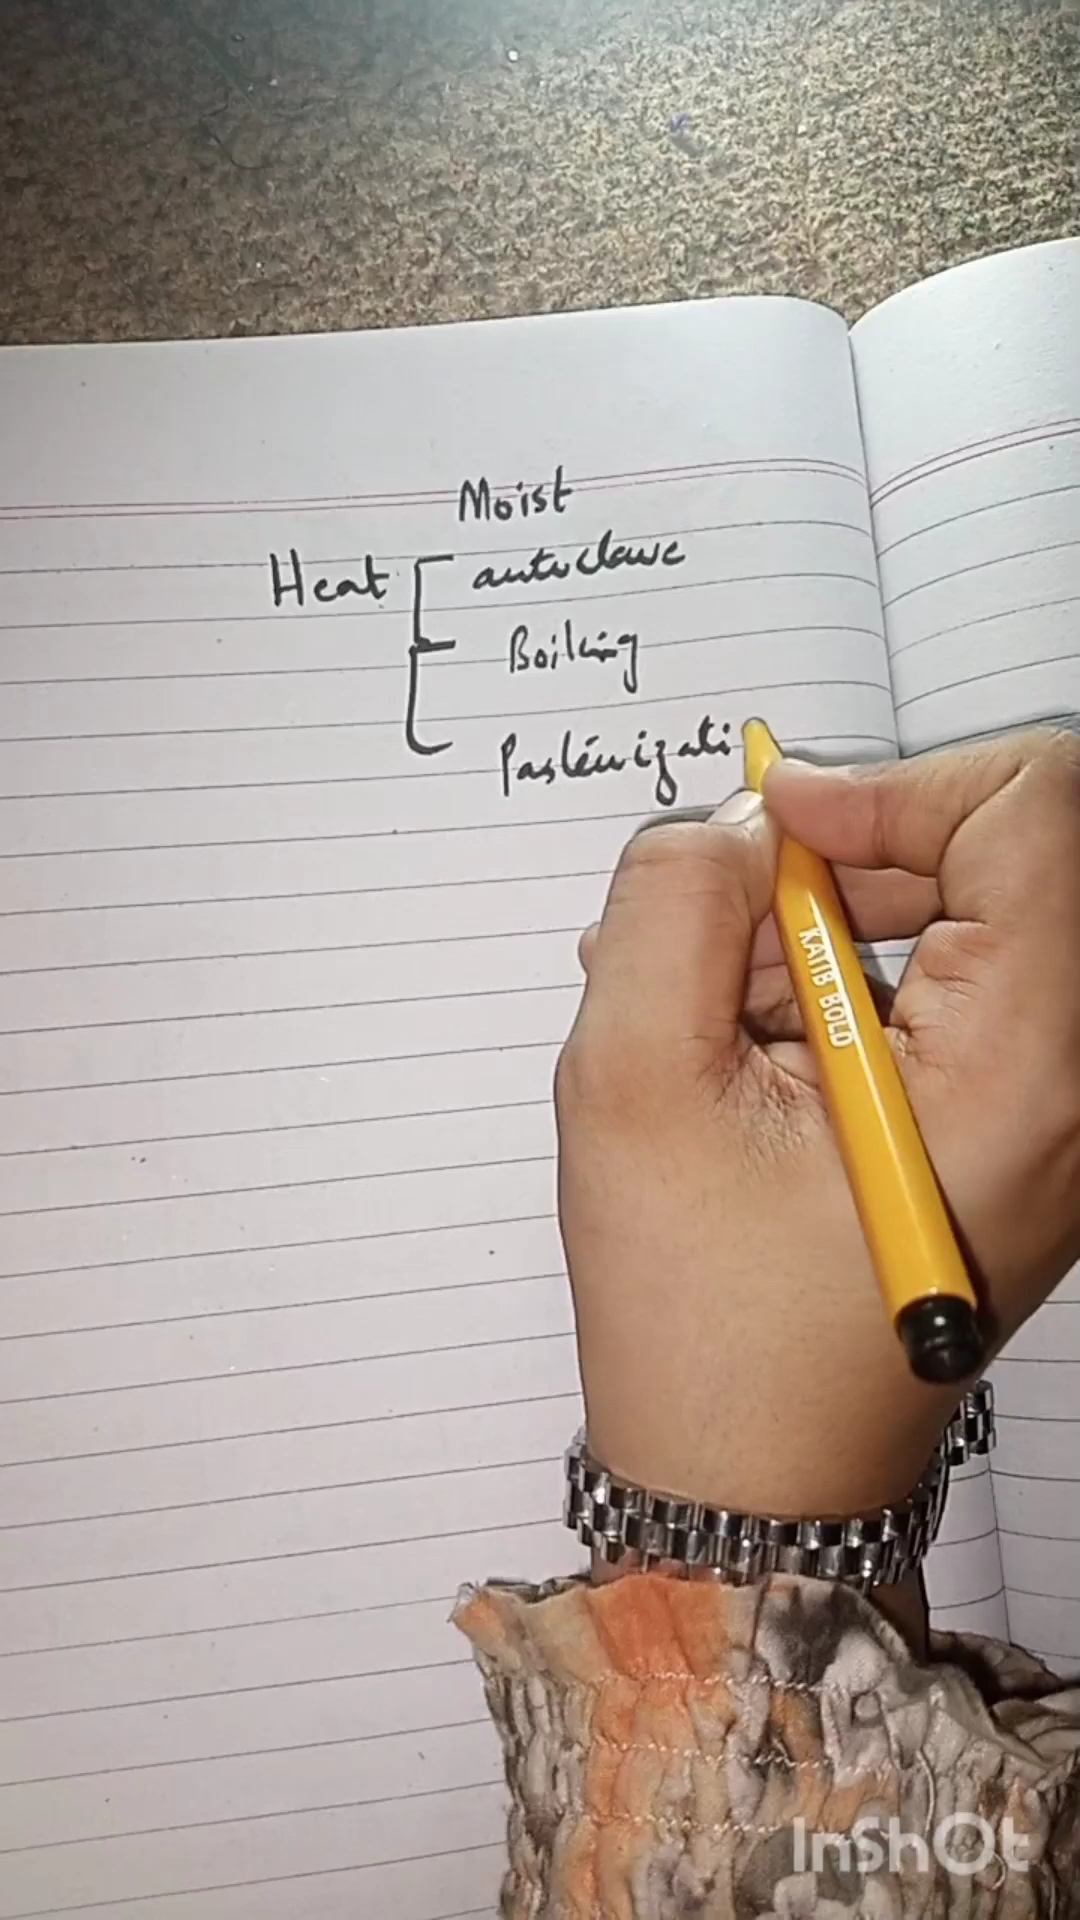 Moist
Heat autoclave
Boiling
Pasteurizati
KATIB BOLD
InShOt